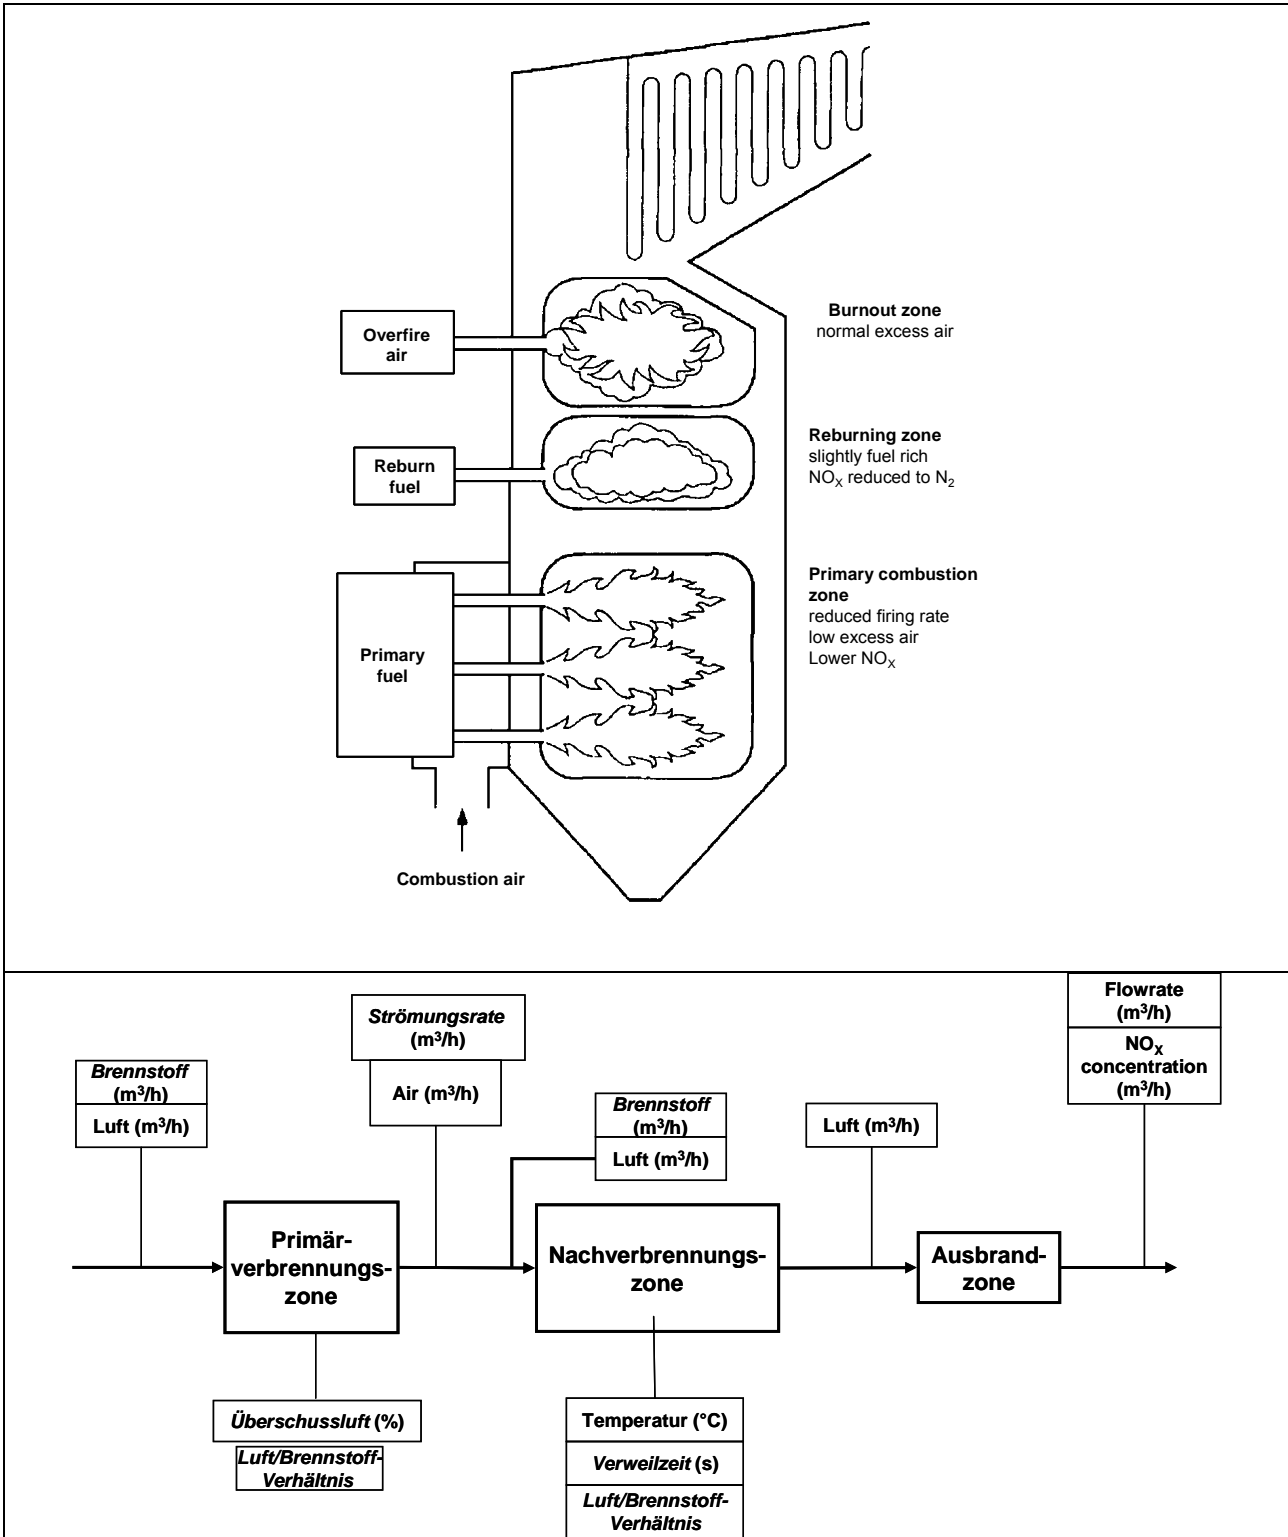 Overfire
air
Burnout zone
normal excess air
Reburn
fuel
Reburning zone
slightly fuel rich
NOX reduced to N2
Primary
fuel
Primary combustion
zone
reduced firing rate
low excess air
Lower NOX
Combustion air
Brennstoff
(m³/h)
Luft (m³/h)
Strömungsrate
(m³/h)
Air (m³/h)
Brennstoff
(m³/h)
Luft (m³/h)
Luft (m³/h)
Flowrate
(m³/h)
NOX
concentration
(m³/h)
Primär-
verbrennungs-
zone
Nachverbrennungs-
zone
Ausbrand-
zone
Überschussluft (%)
Luft/Brennstoff-
Verhältnis
Temperatur (°C)
Verweilzeit (s)
Luft/Brennstoff-
Verhältnis